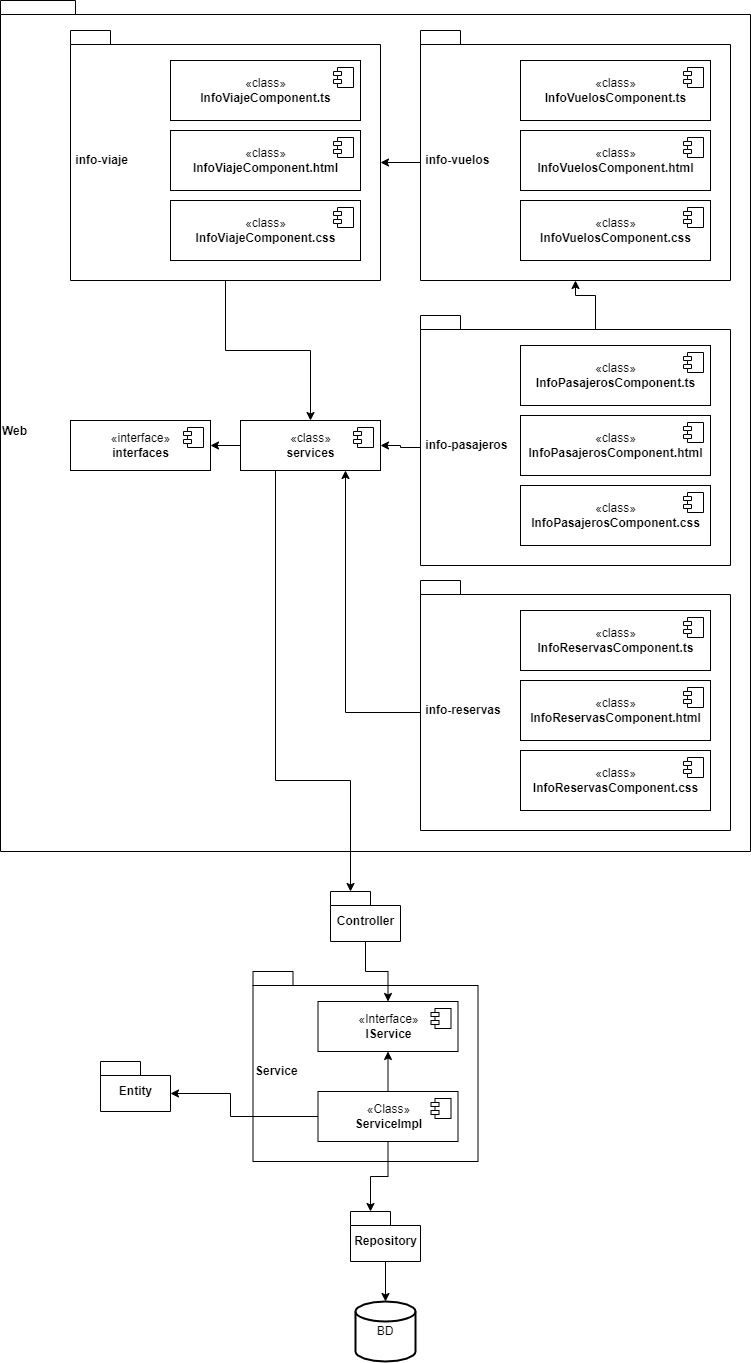 info-viaje
«class»
InfoViajeComponent.ts
«class»
InfoViajeComponent.html
«class»
InfoViajeComponent.css
info-vuelos
«class»
InfoVuelosComponent.ts
«class»
InfoVuelosComponent.html
«class»
InfoVuelosComponent.css
Web
«interface»
interfaces
«class»
services
info-pasajeros
«class»
InfoPasajerosComponent.ts
«class»
InfoPasajerosComponent.html
«class»
InfoPasajerosComponent.css
info-reservas
«class»
InfoReservasComponent.ts
«class»
InfoReservasComponent.html
«class»
InfoReservasComponent.css
Controller
Service
«Interface»
IService
«Class»
ServiceImpl
Entity
Repository
BD